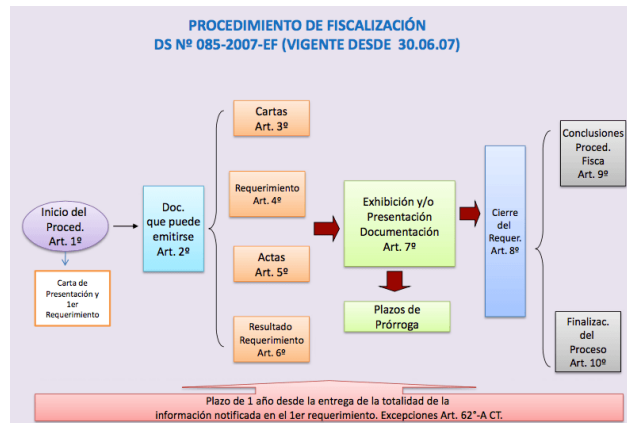 PROCEDIMIENTO DE FISCALIZACIÓN
DS Nº 085-2007-EF (VIGENTE DESDE 30.06.07)
Inicio del
Proced.
Art. 1º
Carta de
Presentación y
1er
Requerimiento
Doc.
que puede
emitirse
Art. 2º
Cartas
Art. 3º
Requerimiento
Art. 4º
Actas
Art. 5º
Resultado
Requerimiento
Art. 6º
Exhibición y/o
Presentación
Documentación
Art. 7º
Plazos de
Prórroga
Cierre
del
Requer.
Art. 8º
Conclusiones
Proced.
Fisca
Art. 9º
Finalizac.
del
Proceso
Art. 10º
Plazo de 1 año desde la entrega de la totalidad de la
información notificada en el 1er requerimiento. Excepciones Art. 62°-A CT.